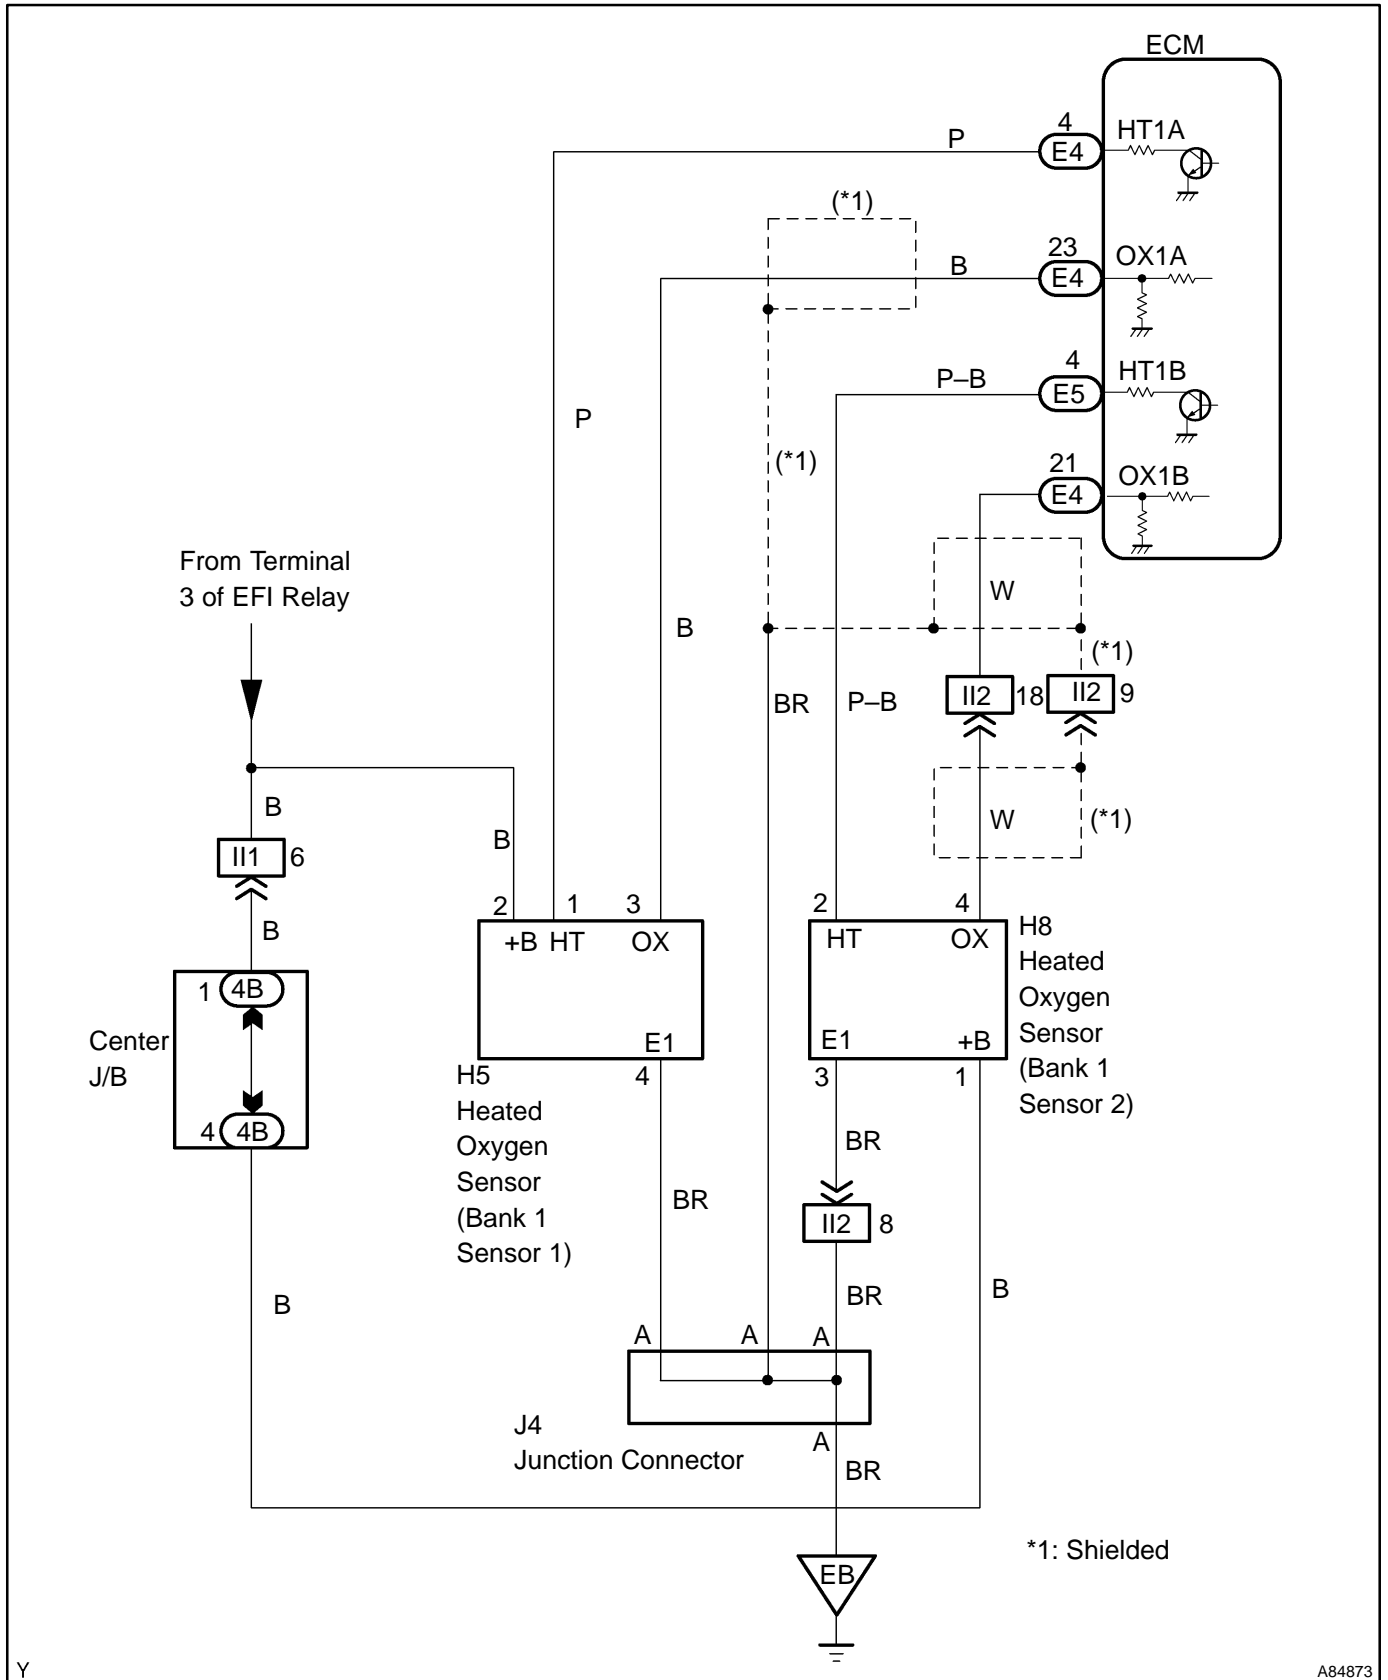 ECM
4
P
E4
HT1A
(*1)
23
B
E4
OX1A
4
P–B
E5
HT1B
P
(*1)
21
E4
OX1B
From Terminal
3 of EFI Relay
W
B
(*1)
BR
P–B
II2
18
II2
9
B
W
(*1)
B
II1
6
2
1
3
2
4
B
+B
HT
OX
HT
OX
H8
Heated
Oxygen
Sensor
(Bank 1
Sensor 2)
1
4B
Center
J/B
E1
E1
+B
4
3
1
4
4B
H5
Heated
Oxygen
Sensor
(Bank 1
Sensor 1)
BR
BR
II2
8
B
BR
B
A
A
A
J4
Junction Connector
A
BR
*1: Shielded
EB
Y
A84873